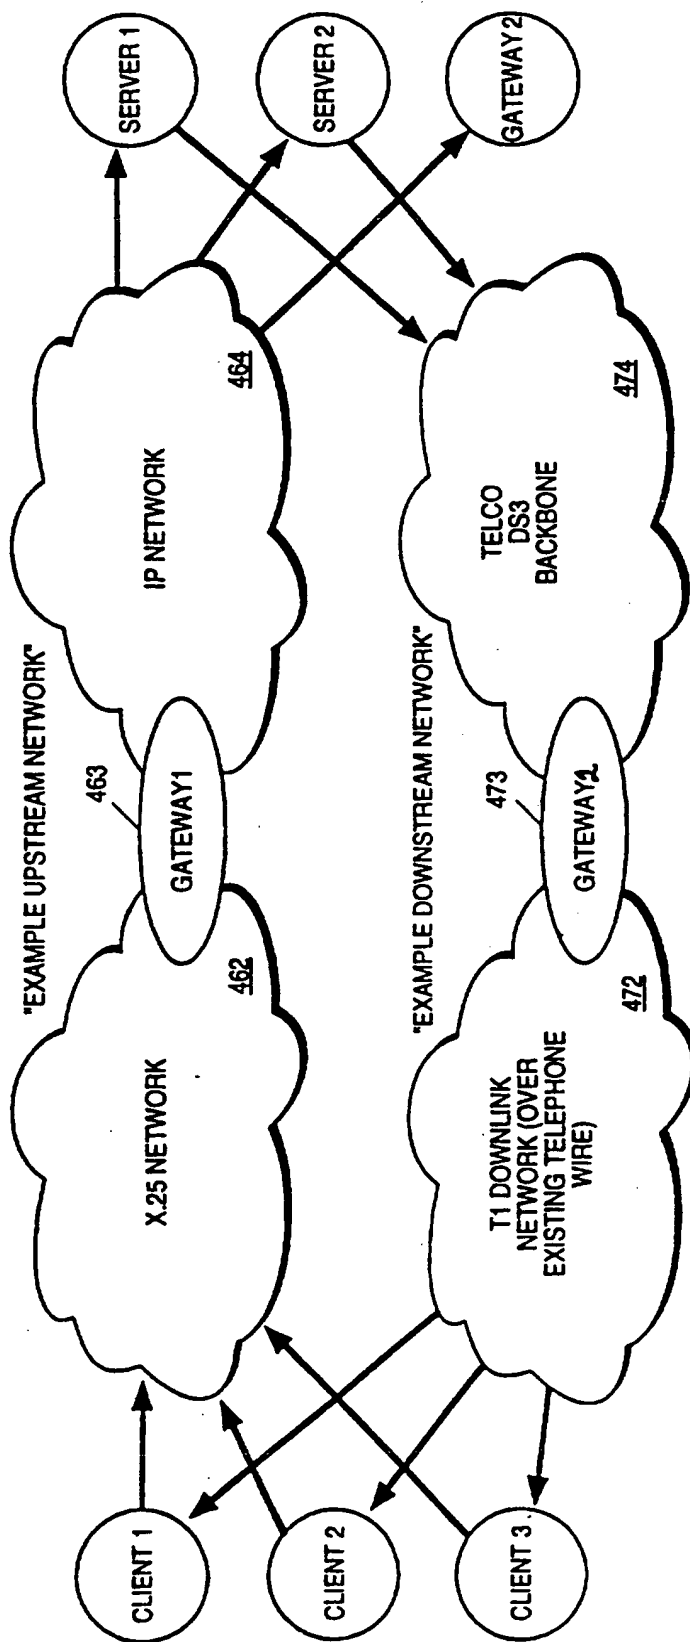 "EXAMPLE UPSTREAM NETWORK"
CLIENT 1
CLIENT 2
CLIENT 3
X.25 NETWORK
462
463
GATEWAY1
IP NETWORK
464
SERVER 1
SERVER 2
GATEWAY2
"EXAMPLE DOWNSTREAM NETWORK"
T1 DOWNLINK
NETWORK (OVER
EXISTING TELEPHONE
WIRE)
472
473
GATEWAY2
TELCO
DS3
BACKBONE
474